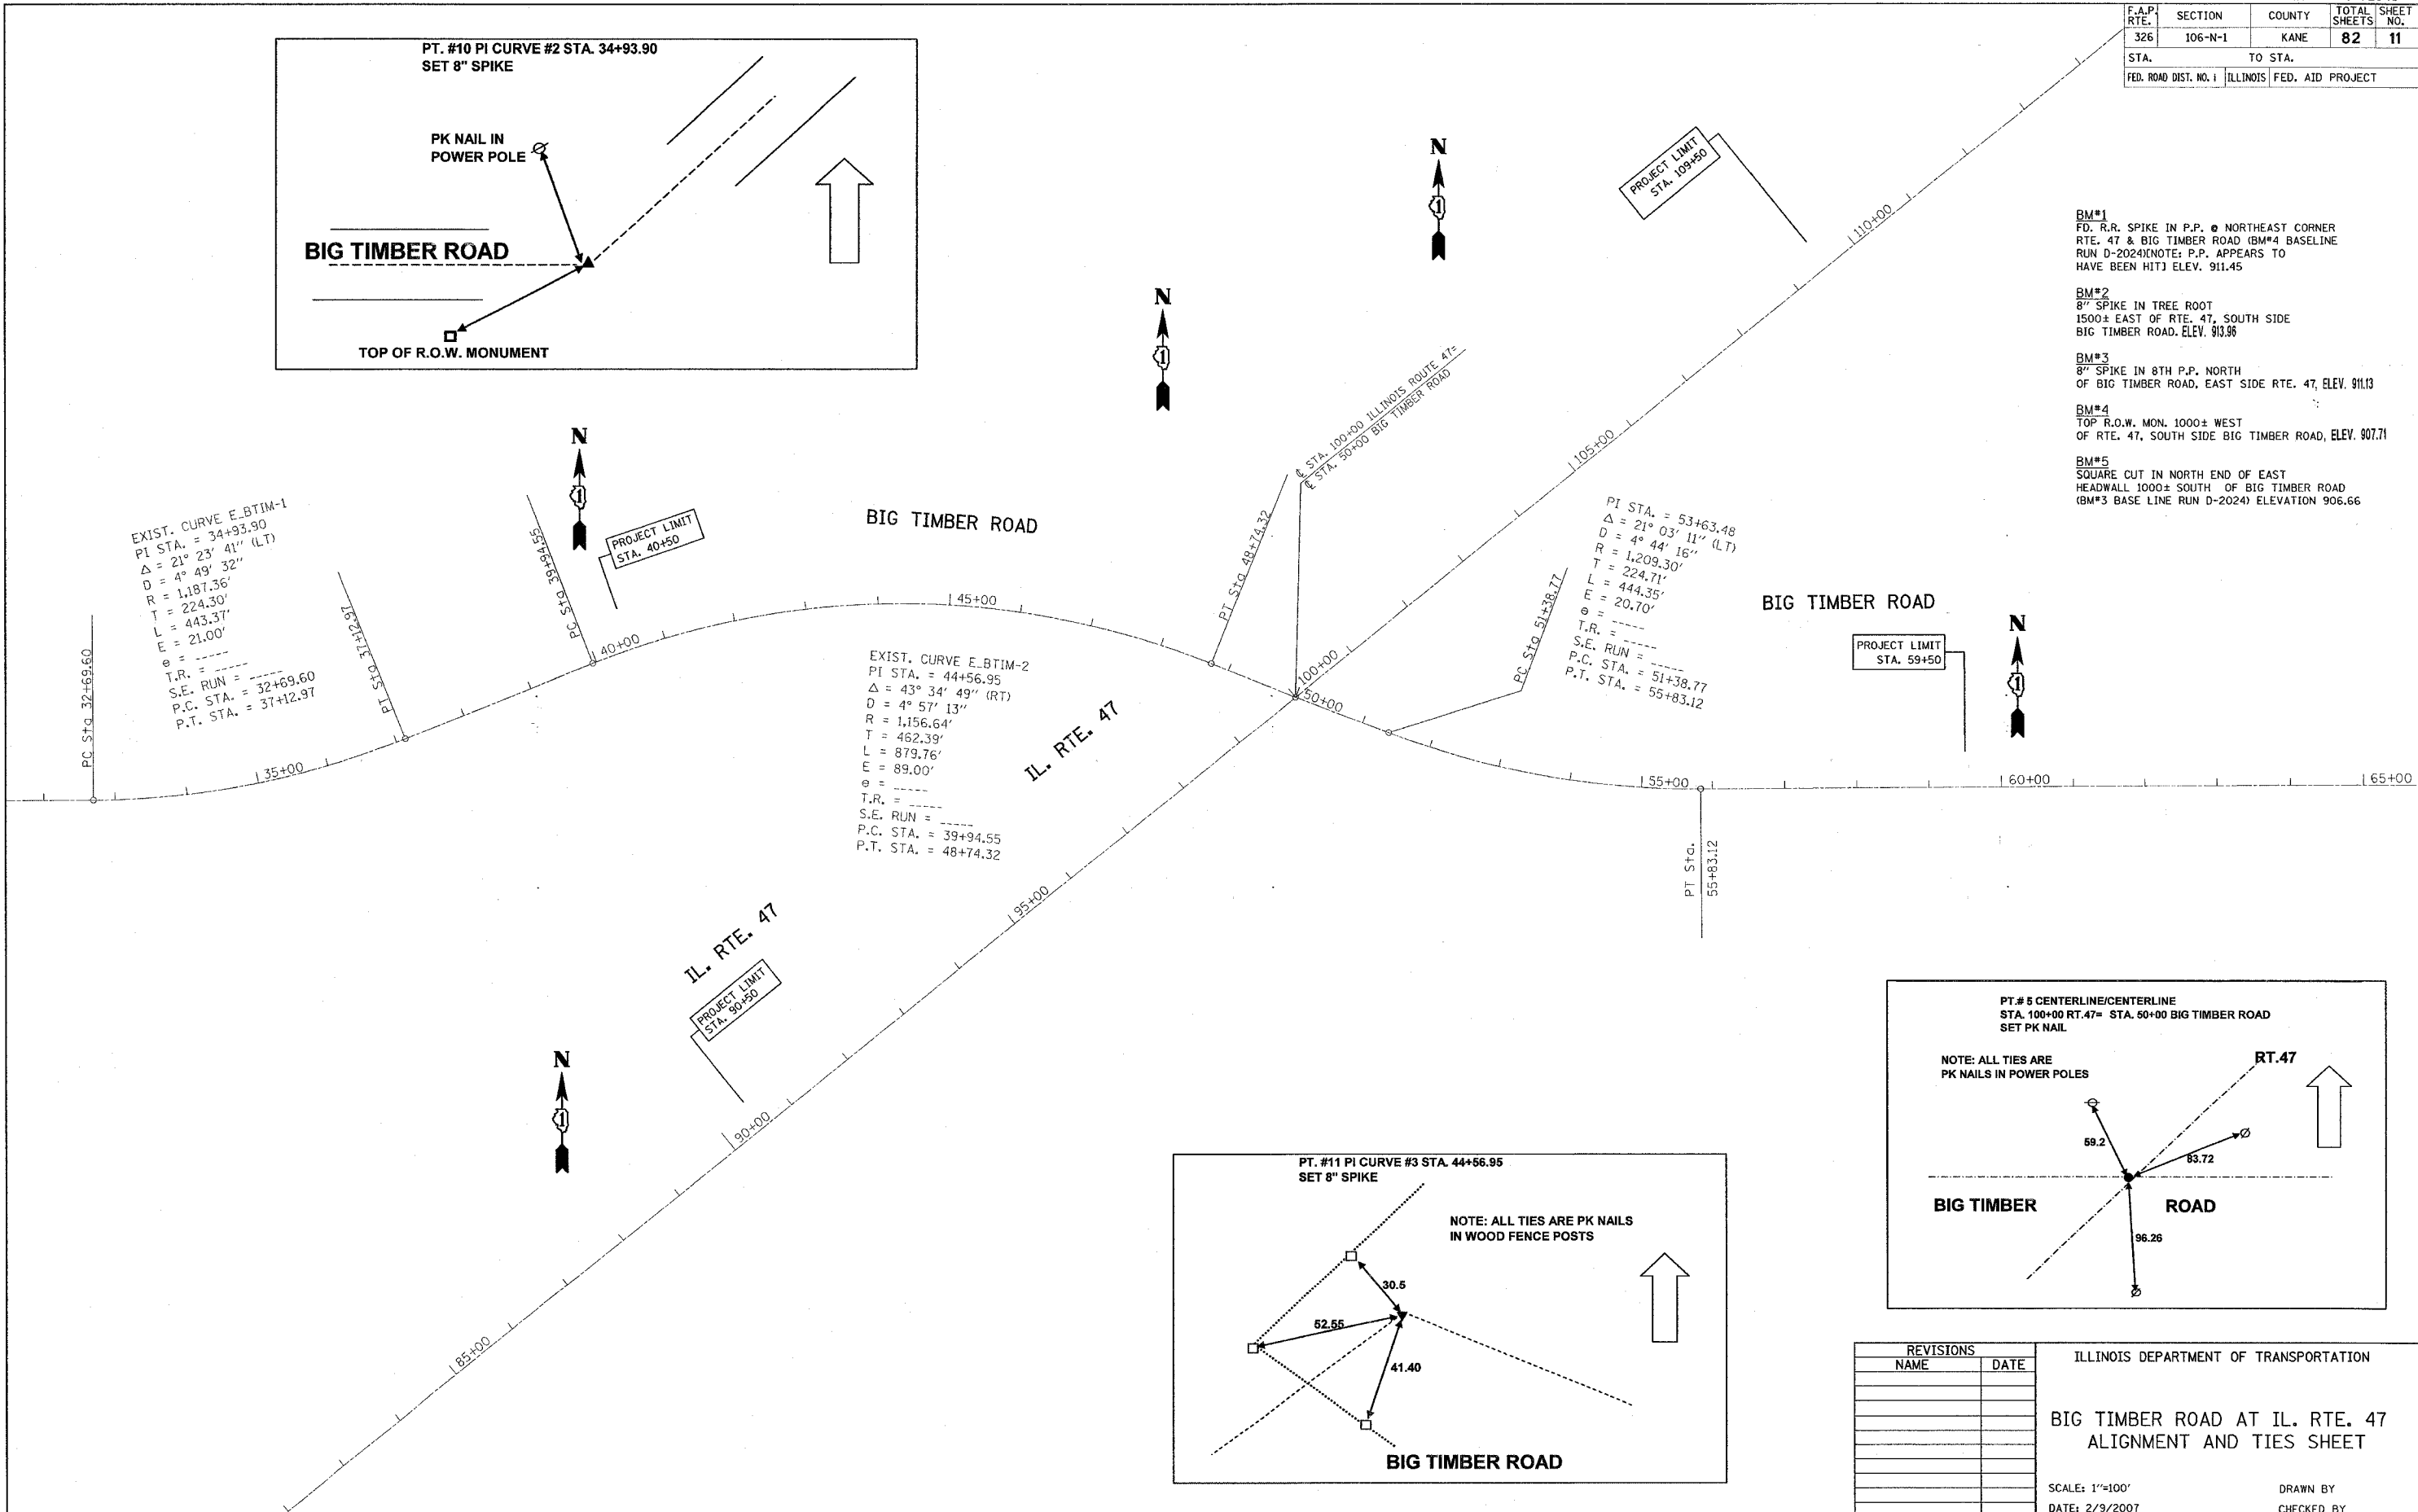 F.A.P. RTE. SECTION COUNTY TOTAL SHEETS SHEET NO.
326 106-N-1 KANE 82 11
STA. TO STA.
FED. ROAD DIST. NO. 1 ILLINOIS FED. AID PROJECT
PT. #10 PI CURVE #2 STA. 34+93.90
SET 8" SPIKE
PK NAIL IN
POWER POLE
BIG TIMBER ROAD
TOP OF R.O.W. MONUMENT
N
1
N
1
N
1
N
1
N
1
PROJECT LIMIT
STA. 109+50
110+00
105+00
BM#1
FD. R.R. SPIKE IN P.P. @ NORTHEAST CORNER
RTE. 47 & BIG TIMBER ROAD (BM#4 BASELINE
RUN D-2024)[NOTE: P.P. APPEARS TO
HAVE BEEN HIT] ELEV. 911.45
BM#2
8" SPIKE IN TREE ROOT
1500± EAST OF RTE. 47, SOUTH SIDE
BIG TIMBER ROAD. ELEV. 913.96
BM#3
8" SPIKE IN 8TH P.P. NORTH
OF BIG TIMBER ROAD, EAST SIDE RTE. 47, ELEV. 911.13
BM#4
TOP R.O.W. MON. 1000± WEST
OF RTE. 47, SOUTH SIDE BIG TIMBER ROAD, ELEV. 907.71
BM#5
SQUARE CUT IN NORTH END OF EAST
HEADWALL 1000± SOUTH OF BIG TIMBER ROAD
(BM#3 BASE LINE RUN D-2024) ELEVATION 906.66
℄ STA. 100+00 ILLINOIS ROUTE 47=
℄ STA. 50+00 BIG TIMBER ROAD
EXIST. CURVE E_BTIM-1
PI STA. = 34+93.90
Δ = 21° 23' 41" (LT)
D = 4° 49' 32"
R = 1,187.36'
T = 224.30'
L = 443.37'
E = 21.00'
e = -----
T.R. = -----
S.E. RUN = -----
P.C. STA. = 32+69.60
P.T. STA. = 37+12.97
PC Sta 32+69.60
35+00
PT Sta 37+12.97
PC Sta 39+94.55
PROJECT LIMIT
STA. 40+50
40+00
BIG TIMBER ROAD
45+00
EXIST. CURVE E_BTIM-2
PI STA. = 44+56.95
Δ = 43° 34' 49" (RT)
D = 4° 57' 13"
R = 1,156.64'
T = 462.39'
L = 879.76'
E = 89.00'
e = -----
T.R. = -----
S.E. RUN = -----
P.C. STA. = 39+94.55
P.T. STA. = 48+74.32
PT Sta 48+74.32
100+00
50+00
PC Sta 51+38.77
PI STA. = 53+63.48
Δ = 21° 03' 11" (LT)
D = 4° 44' 16"
R = 1,209.30'
T = 224.71'
L = 444.35'
E = 20.70'
e = -----
T.R. = -----
S.E. RUN = -----
P.C. STA. = 51+38.77
P.T. STA. = 55+83.12
BIG TIMBER ROAD
PROJECT LIMIT
STA. 59+50
55+00
60+00
65+00
PT Sta.
55+83.12
IL. RTE. 47
95+00
IL. RTE. 47
PROJECT LIMIT
STA. 90+50
90+00
85+00
PT. #11 PI CURVE #3 STA. 44+56.95
SET 8" SPIKE
NOTE: ALL TIES ARE PK NAILS
IN WOOD FENCE POSTS
30.5
52.55
41.40
BIG TIMBER ROAD
PT.# 5 CENTERLINE/CENTERLINE
STA. 100+00 RT.47= STA. 50+00 BIG TIMBER ROAD
SET PK NAIL
NOTE: ALL TIES ARE
PK NAILS IN POWER POLES
RT.47
59.2
83.72
BIG TIMBER ROAD
96.26
REVISIONS
NAME DATE
ILLINOIS DEPARTMENT OF TRANSPORTATION
BIG TIMBER ROAD AT IL. RTE. 47
ALIGNMENT AND TIES SHEET
SCALE: 1"=100' DRAWN BY
DATE: 2/9/2007 CHECKED BY